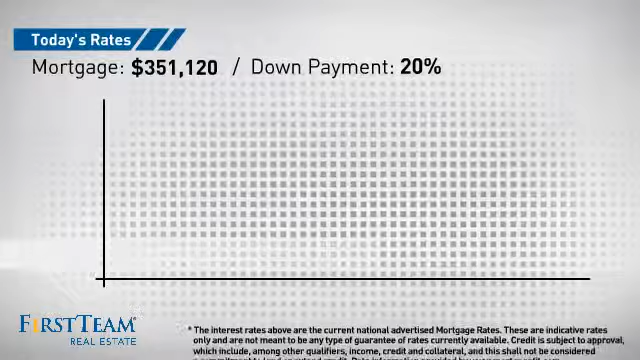 Today's Rates
Mortgage: $351,120 / Down Payment: 20%
FIRSTTEAM®
REAL ESTATE
* The interest rates above are the current national advertised Mortgage Rates. These are indicative rates
only and are not meant to be any type of guarantee of rates currently available. Credit is subject to approval,
which include, among other qualifiers, income, credit and collateral, and this shall not be considered